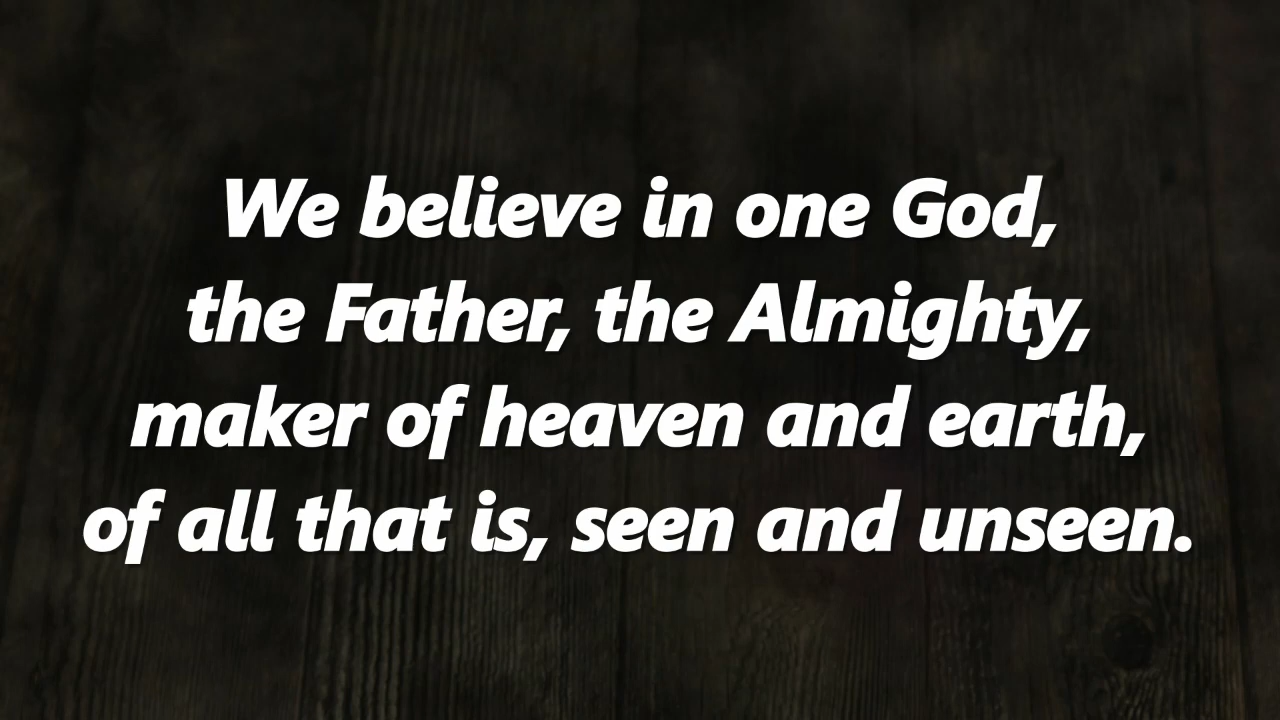 We believe in one God,
the Father, the Almighty,
maker of heaven and earth,
of all that is, seen and unseen.